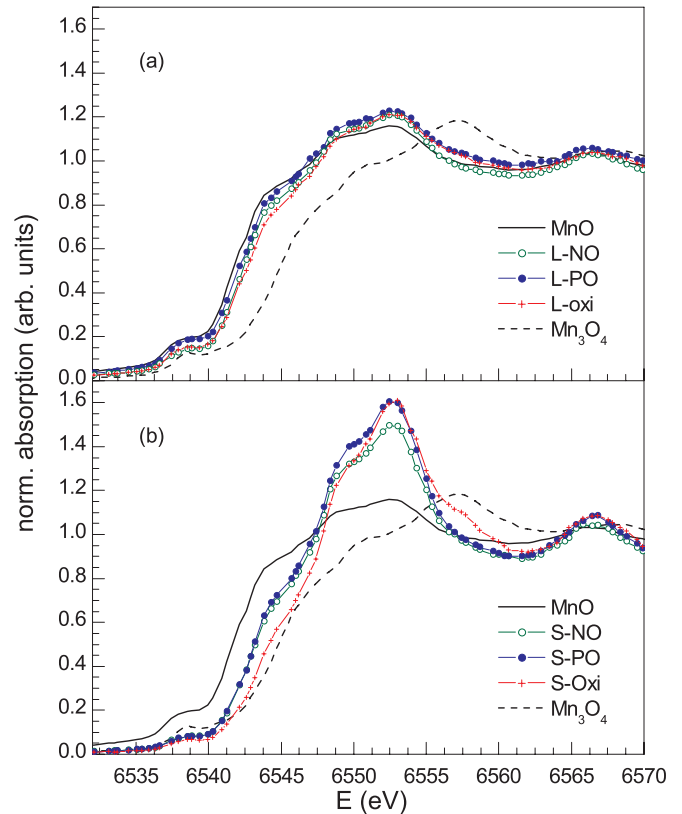 1.6
1.4
(a)
1.2
1.0
0.8
0.6
0.4
0.2
0.0
MnO
L-NO
L-PO
L-oxi
Mn₃O₄
norm. absorption (arb. units)
1.6
1.4
(b)
1.2
1.0
0.8
0.6
0.4
0.2
0.0
MnO
S-NO
S-PO
S-Oxi
Mn₃O₄
6535 6540 6545 6550 6555 6560 6565 6570
E (eV)